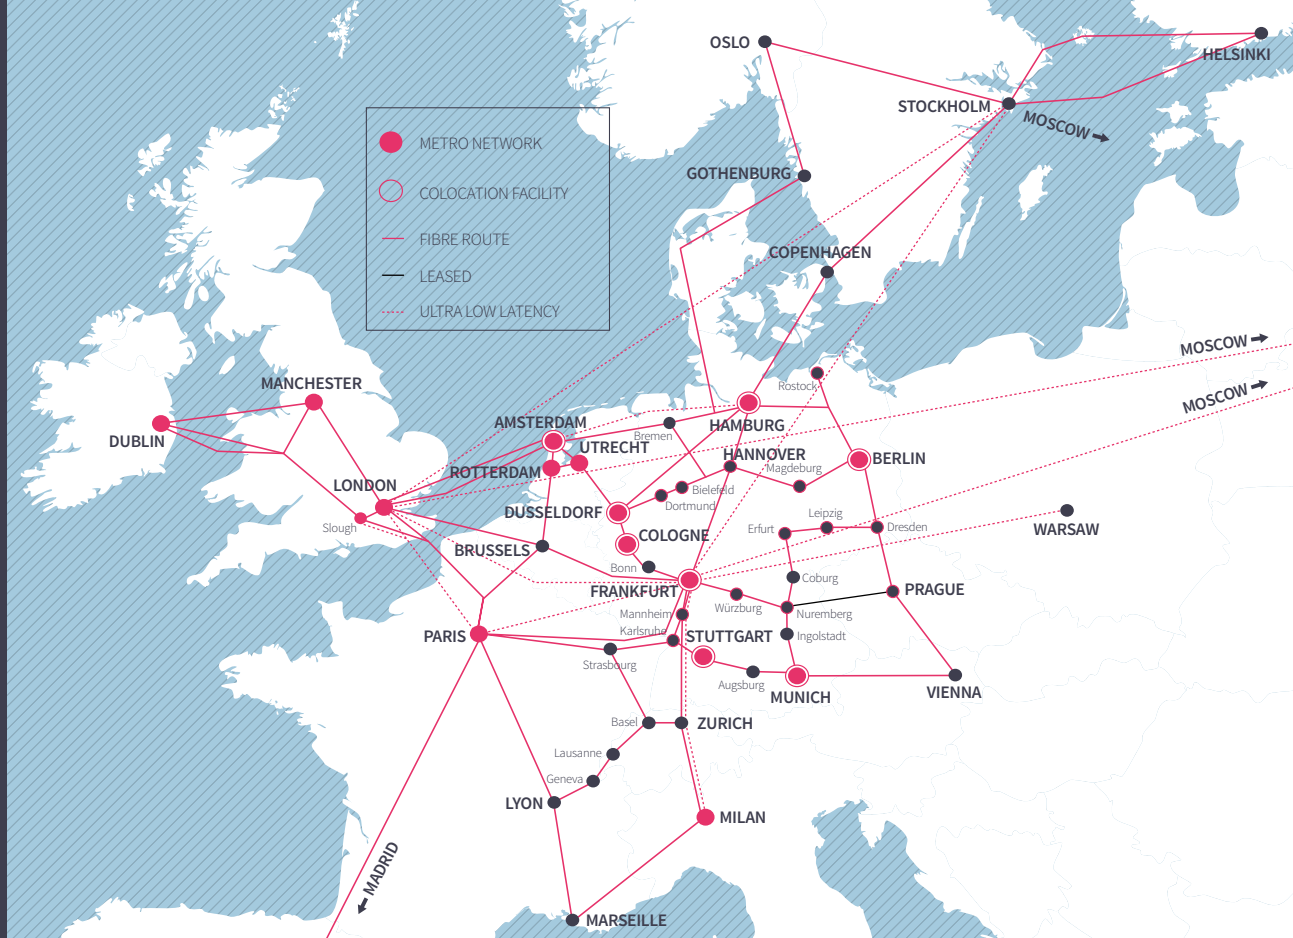 OSLO
HELSINKI
STOCKHOLM
MOSCOW
METRO NETWORK
COLOCATION FACILITY
FIBRE ROUTE
LEASED
ULTRA LOW LATENCY
GOTHENBURG
COPENHAGEN
MOSCOW
MOSCOW
MANCHESTER
Rostock
DUBLIN
AMSTERDAM
HAMBURG
Bremen
UTRECHT
HANNOVER
BERLIN
ROTTERDAM
Magdeburg
LONDON
Bielefeld
Dortmund
DUSSELDORF
Leipzig
Slough
Erfurt
Dresden
WARSAW
COLOGNE
BRUSSELS
Bonn
Coburg
FRANKFURT
PRAGUE
Würzburg
Mannheim
Nuremberg
Karlsruhe
PARIS
STUTTGART
Ingolstadt
Strasbourg
Augsburg
MUNICH
VIENNA
Basel
ZURICH
Lausanne
Geneva
LYON
MILAN
MADRID
MARSEILLE